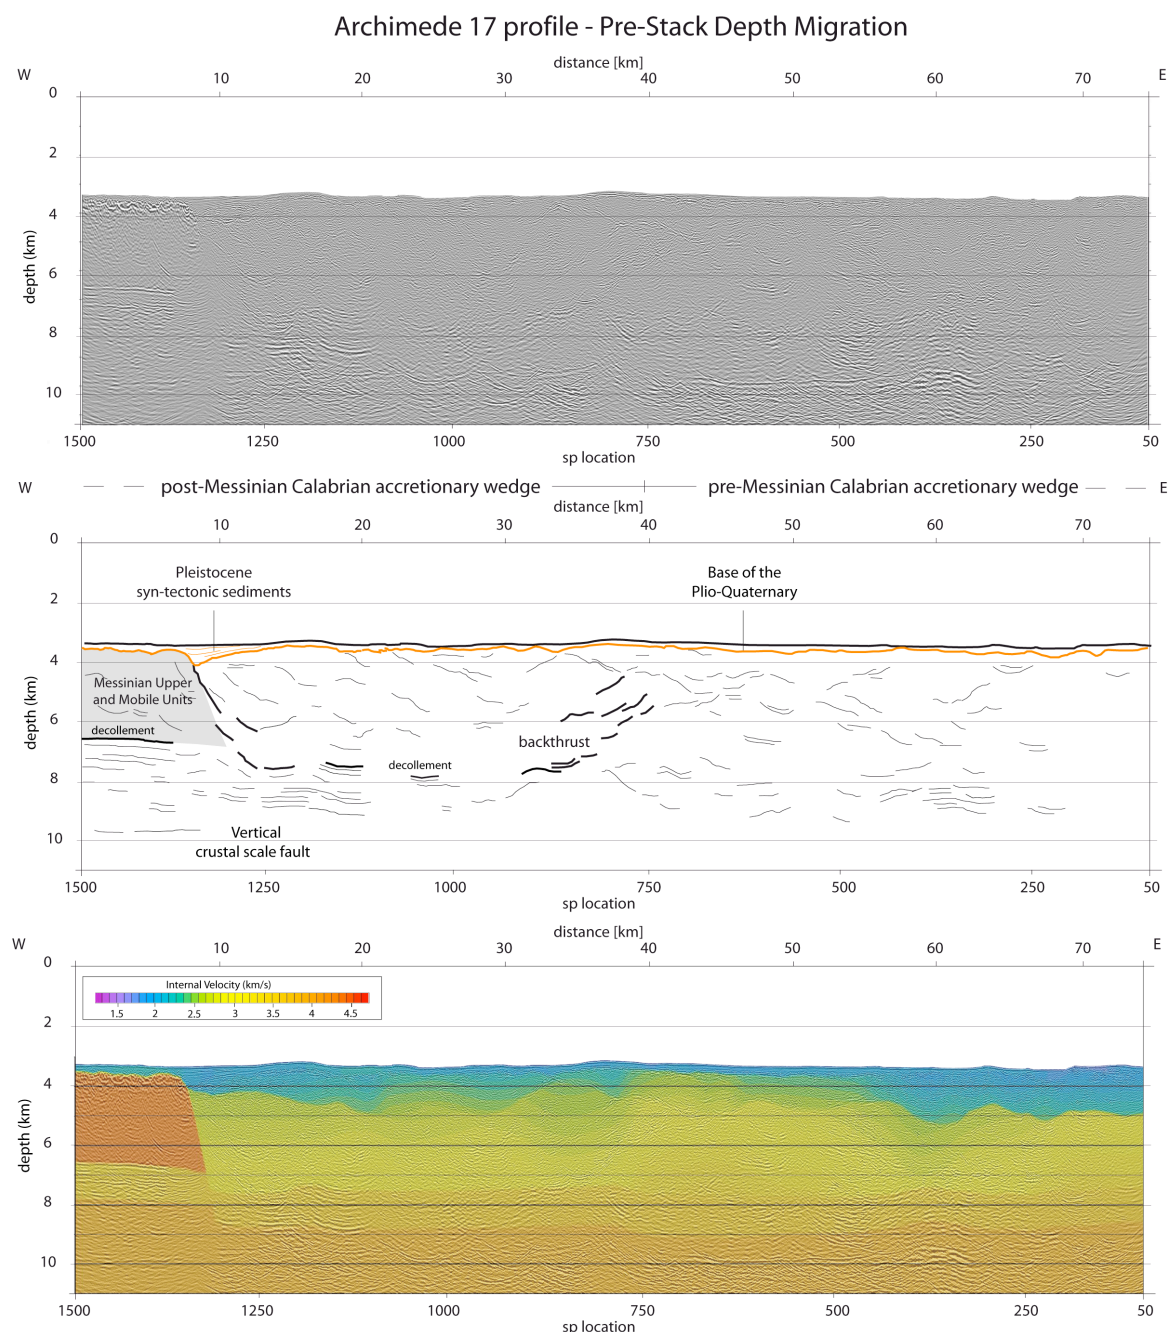 Archimede 17 profile - Pre-Stack Depth Migration
distance [km]
W
10 20 30 40 50 60 70
E
0
2
4
6
8
10
depth (km)
1500 1250 1000 750 500 250 50
sp location
W
post-Messinian Calabrian accretionary wedge
pre-Messinian Calabrian accretionary wedge
E
distance [km]
10 20 30 40 50 60 70
0
2
4
6
8
10
depth (km)
Pleistocene
syn-tectonic sediments
Base of the
Plio-Quaternary
Messinian Upper
and Mobile Units
decollement
backthrust
decollement
Vertical
crustal scale fault
1500 1250 1000 750 500 250 50
sp location
distance [km]
W
10 20 30 40 50 60 70
E
0
2
4
6
8
10
depth (km)
Internal Velocity (km/s)
1.5 2 2.5 3 3.5 4 4.5
1500 1250 1000 750 500 250 50
sp location